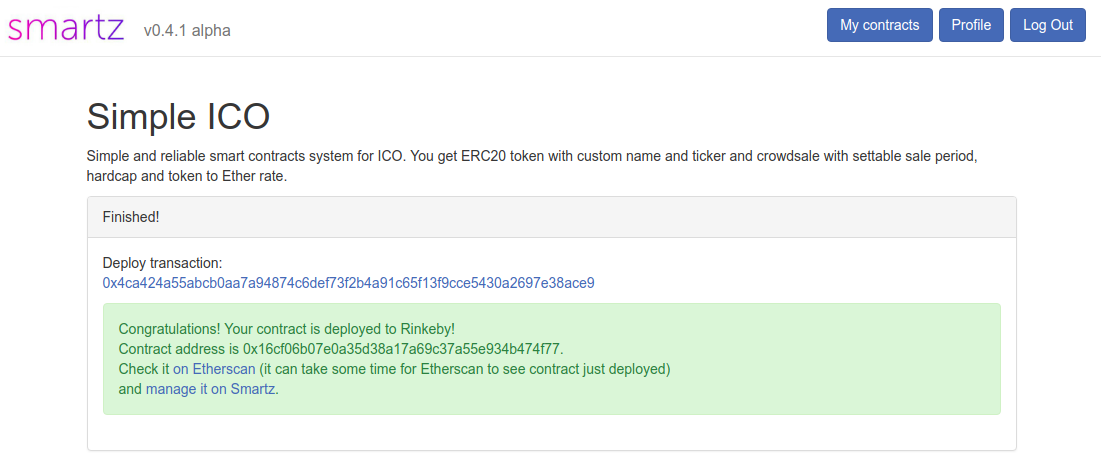 smartz v0.4.1 alpha My contracts Profile Log Out
Simple ICO
Simple and reliable smart contracts system for ICO. You get ERC20 token with custom name and ticker and crowdsale with settable sale period,
hardcap and token to Ether rate.
Finished!
Deploy transaction:
0x4ca424a55abcb0aa7a94874c6def73f2b4a91c65f13f9cce5430a2697e38ace9
Congratulations! Your contract is deployed to Rinkeby!
Contract address is 0x16cf06b07e0a35d38a17a69c37a55e934b474f77.
Check it on Etherscan (it can take some time for Etherscan to see contract just deployed)
and manage it on Smartz.